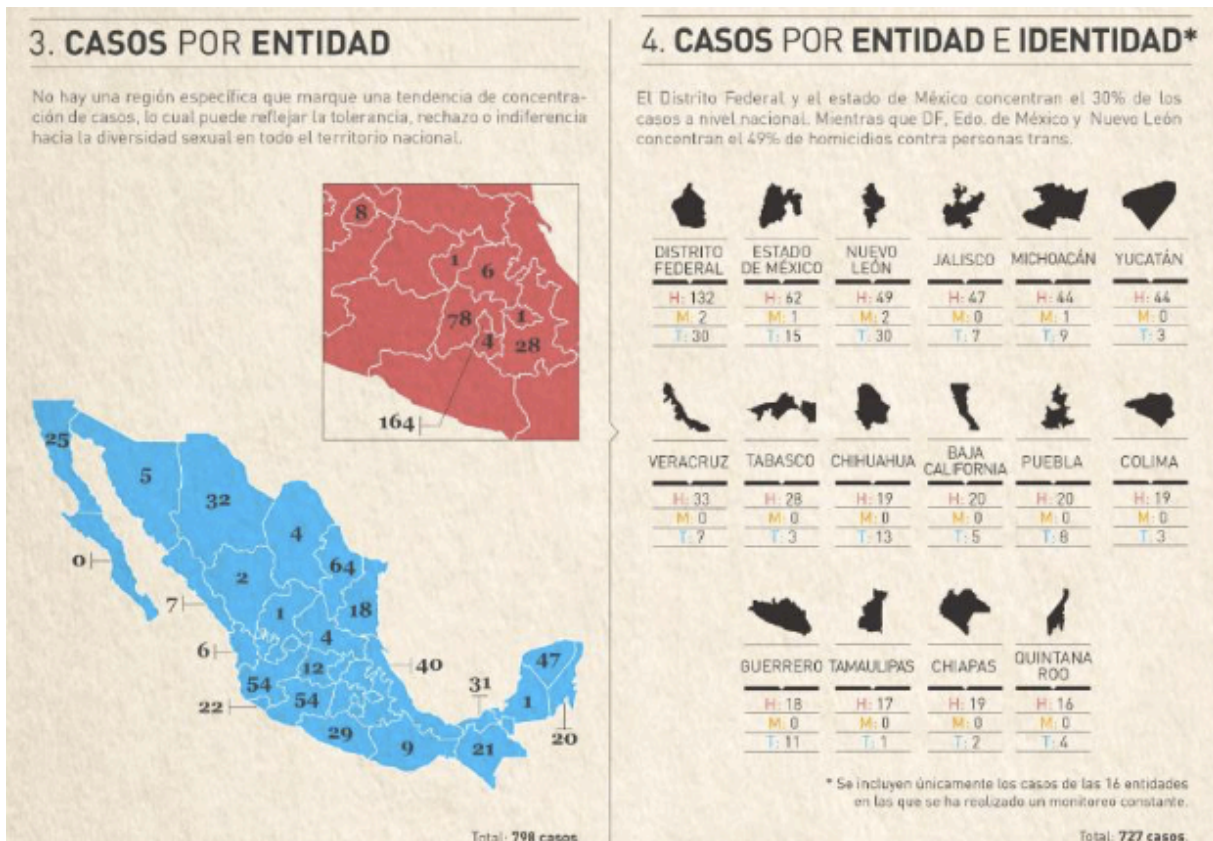 3. CASOS POR ENTIDAD
No hay una región específica que marque una tendencia de concentra-
ción de casos, lo cual puede reflejar la tolerancia, rechazo o indiferencia
hacia la diversidad sexual en todo el territorio nacional.
8
1
6
78
1
4
28
164
25
5
32
4
0
2
64
7
1
18
6
4
12
40
47
54
54
31
1
22
29
9
21
20
Total: 798 casos.
4. CASOS POR ENTIDAD E IDENTIDAD*
El Distrito Federal y el estado de México concentran el 30% de los
casos a nivel nacional. Mientras que DF, Edo. de México y Nuevo León
concentran el 49% de homicidios contra personas trans.
DISTRITO FEDERAL
H: 132
M: 2
T: 30
ESTADO DE MÉXICO
H: 62
M: 1
T: 15
NUEVO LEÓN
H: 49
M: 2
T: 30
JALISCO
H: 47
M: 0
T: 7
MICHOACÁN
H: 44
M: 1
T: 9
YUCATÁN
H: 44
M: 0
T: 3
VERACRUZ
H: 33
M: 0
T: 7
TABASCO
H: 28
M: 0
T: 3
CHIHUAHUA
H: 19
M: 0
T: 13
BAJA CALIFORNIA
H: 20
M: 0
T: 5
PUEBLA
H: 20
M: 0
T: 8
COLIMA
H: 19
M: 0
T: 3
GUERRERO
H: 18
M: 0
T: 11
TAMAULIPAS
H: 17
M: 0
T: 1
CHIAPAS
H: 19
M: 0
T: 2
QUINTANA ROO
H: 16
M: 0
T: 4
* Se incluyen únicamente los casos de las 16 entidades
en las que se ha realizado un monitoreo constante.
Total: 727 casos.